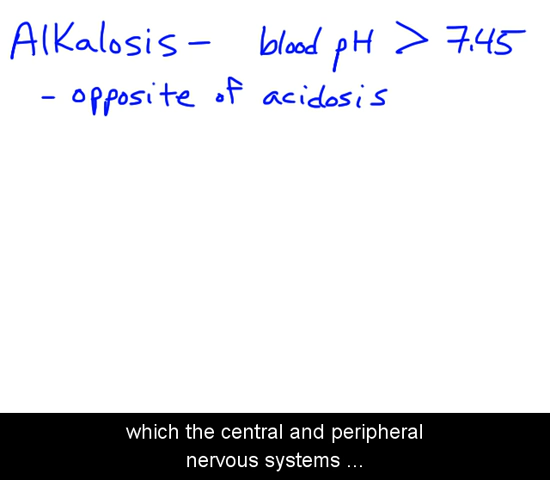 Alkalosis - blood pH > 7.45
- opposite of acidosis
which the central and peripheral
nervous systems ...